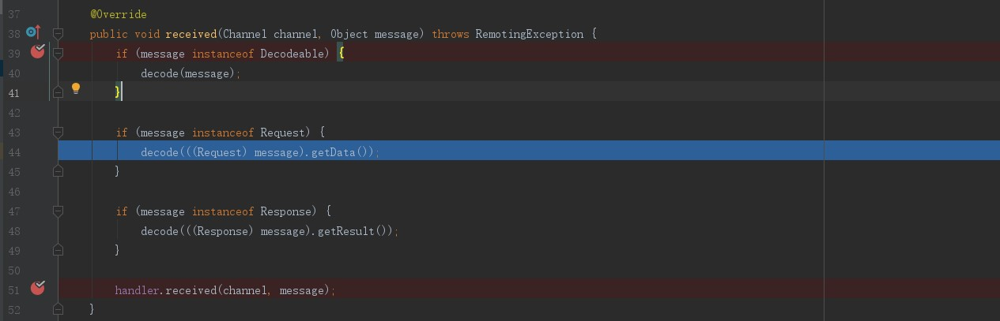 37 @Override
38 public void received(Channel channel, Object message) throws RemotingException {
39 if (message instanceof Decodeable) {
40 decode(message);
41 }
42
43 if (message instanceof Request) {
44 decode(((Request) message).getData());
45 }
46
47 if (message instanceof Response) {
48 decode(((Response) message).getResult());
49 }
50
51 handler.received(channel, message);
52 }